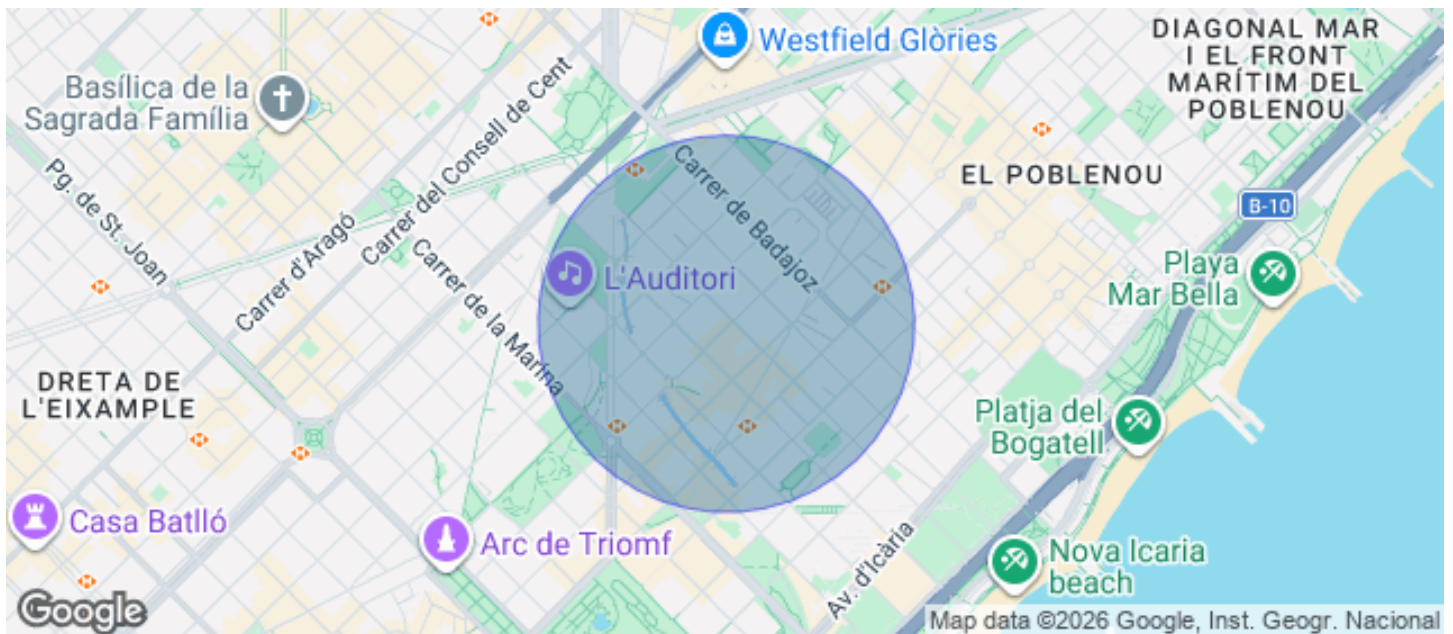 Westfield Glòries
DIAGONAL MAR
I EL FRONT
MARÍTIM DEL
POBLENOU
Basílica de la
Sagrada Família
Carrer del Consell de Cent
Carrer de Badajoz
EL POBLENOU
B-10
Pg. de St. Joan
Carrer d'Aragó
Carrer de la Marina
L'Auditori
Playa
Mar Bella
DRETA DE
L'EIXAMPLE
Platja del
Bogatell
Casa Batlló
Arc de Triomf
Av. d'Icària
Nova Icaria
beach
Google
Map data ©2026 Google, Inst. Geogr. Nacional